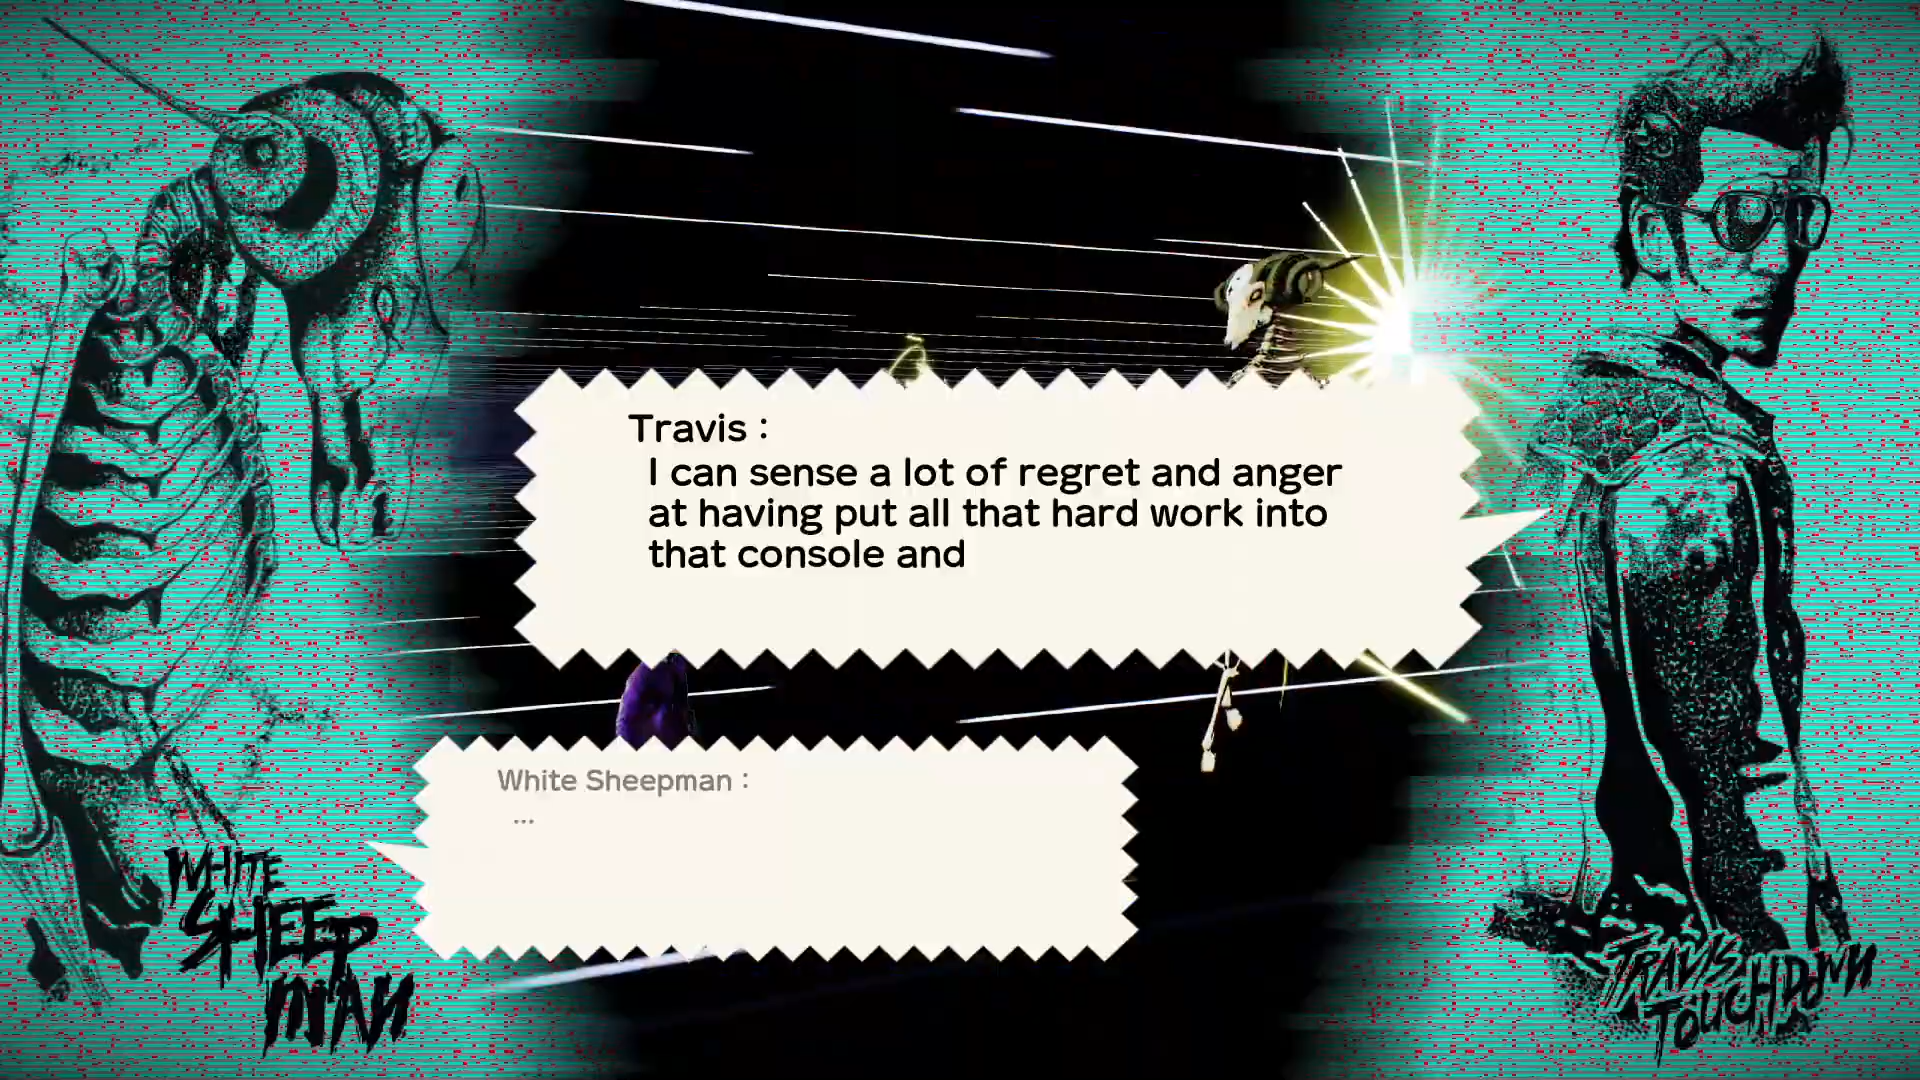 Travis :
I can sense a lot of regret and anger
at having put all that hard work into
that console and
White Sheepman :
...
WHITE
SHEEP
MAN
TRAVIS
TOUCHDOWN